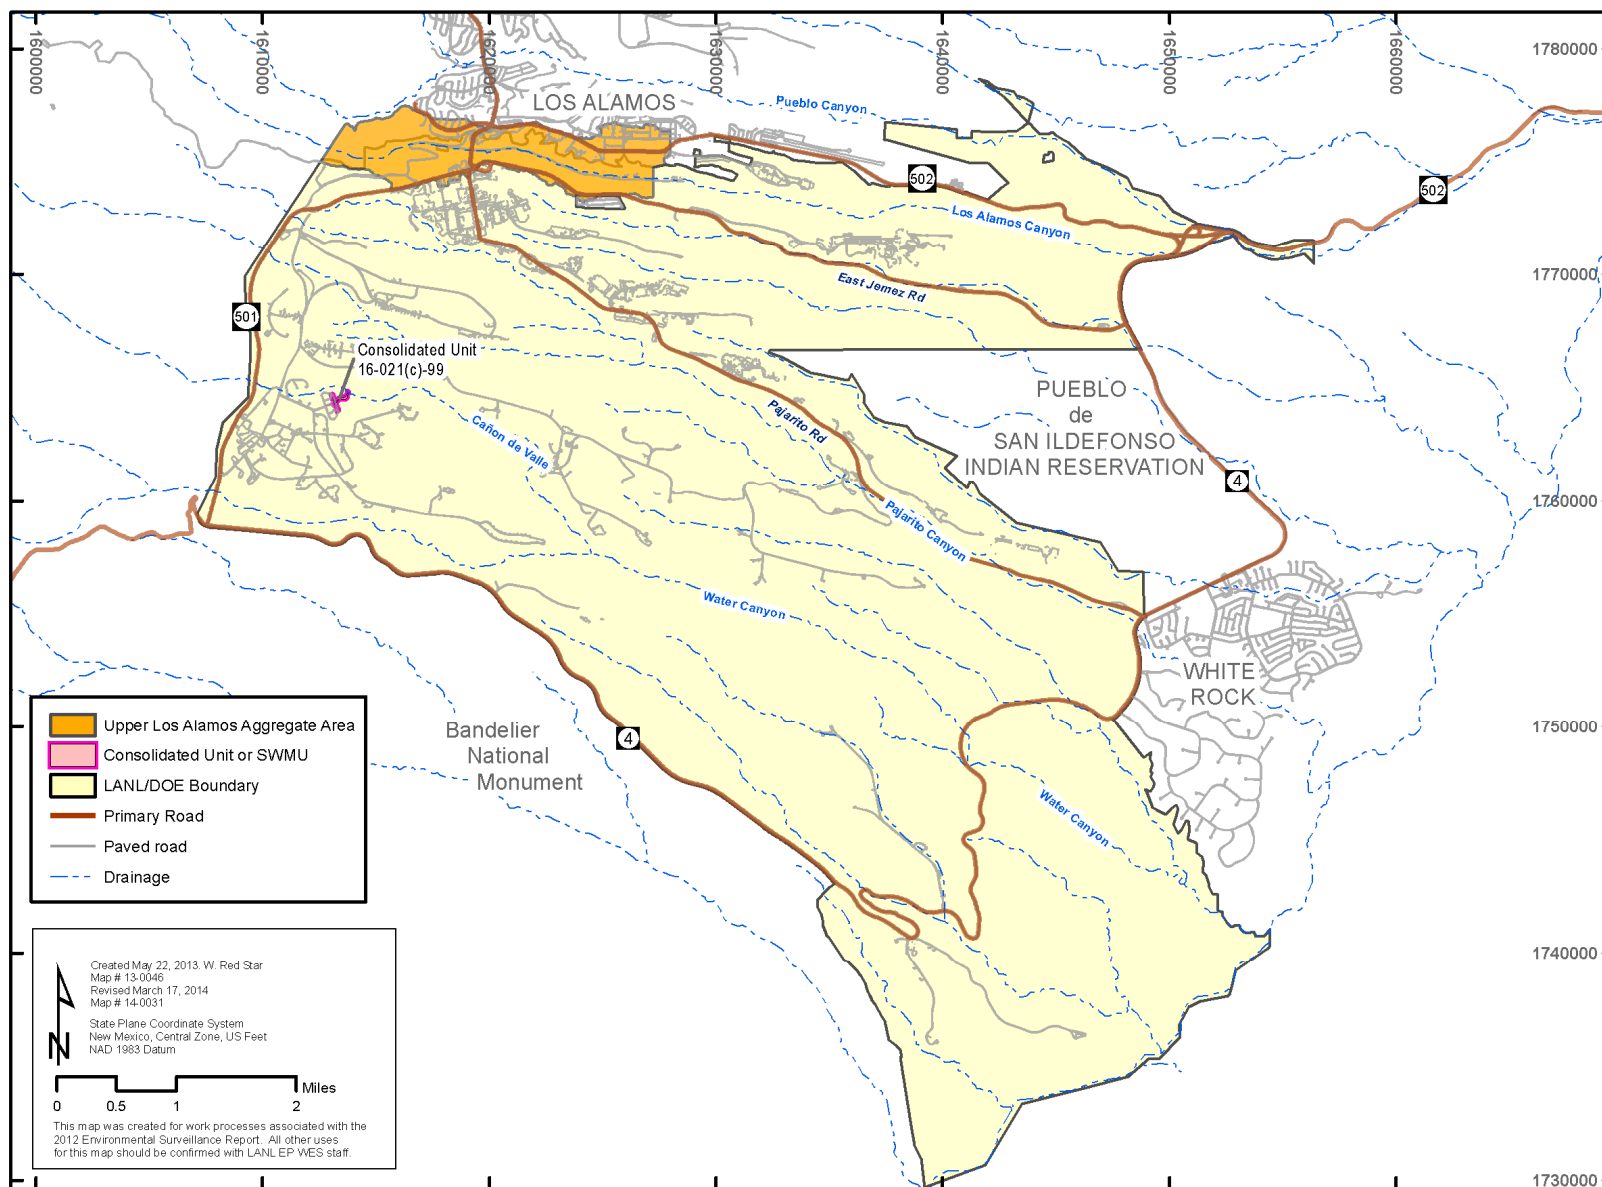 1600000
1610000
1620000
1630000
1640000
1650000
1660000
1780000
1770000
1760000
1750000
1740000
1730000
LOS ALAMOS
Pueblo Canyon
502
502
Los Alamos Canyon
East Jemez Rd
501
Consolidated Unit
16-021(c)-99
PUEBLO
de
SAN ILDEFONSO
INDIAN RESERVATION
Pajarito Rd
Cañon de Valle
4
Pajarito Canyon
Water Canyon
WHITE
ROCK
Bandelier
National
Monument
4
Water Canyon
Upper Los Alamos Aggregate Area
Consolidated Unit or SWMU
LANL/DOE Boundary
Primary Road
Paved road
Drainage
Created May 22, 2013. W. Red Star
Map # 13-0046
Revised March 17, 2014
Map # 14-0031
State Plane Coordinate System
New Mexico, Central Zone, US Feet
NAD 1983 Datum
N
Miles
0 0.5 1 2
This map was created for work processes associated with the
2012 Environmental Surveillance Report. All other uses
for this map should be confirmed with LANL EP WES staff.